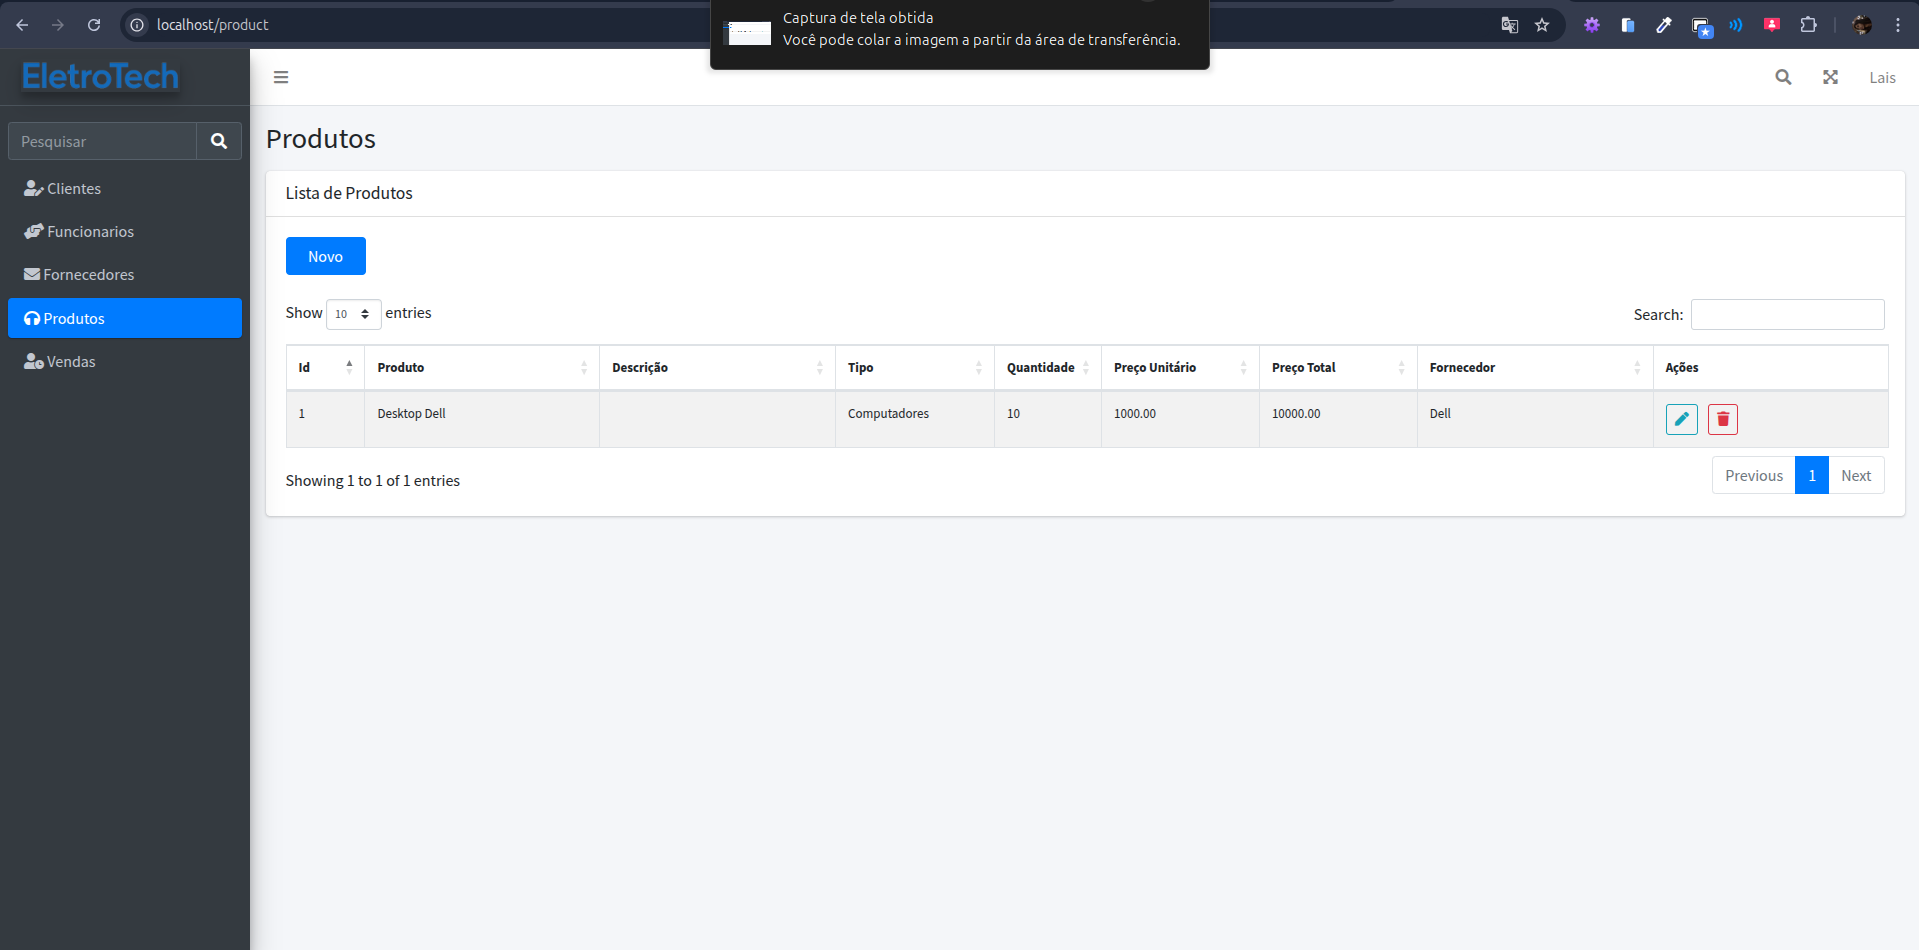 localhost/product
Captura de tela obtida
Você pode colar a imagem a partir da área de transferência.
EletroTech
Lais
Pesquisar
Clientes
Funcionarios
Fornecedores
Produtos
Vendas
Produtos
Lista de Produtos
Novo
Show 10 entries
Search:
Id Produto Descrição Tipo Quantidade Preço Unitário Preço Total Fornecedor Ações
1 Desktop Dell Computadores 10 1000.00 10000.00 Dell
Showing 1 to 1 of 1 entries
Previous 1 Next